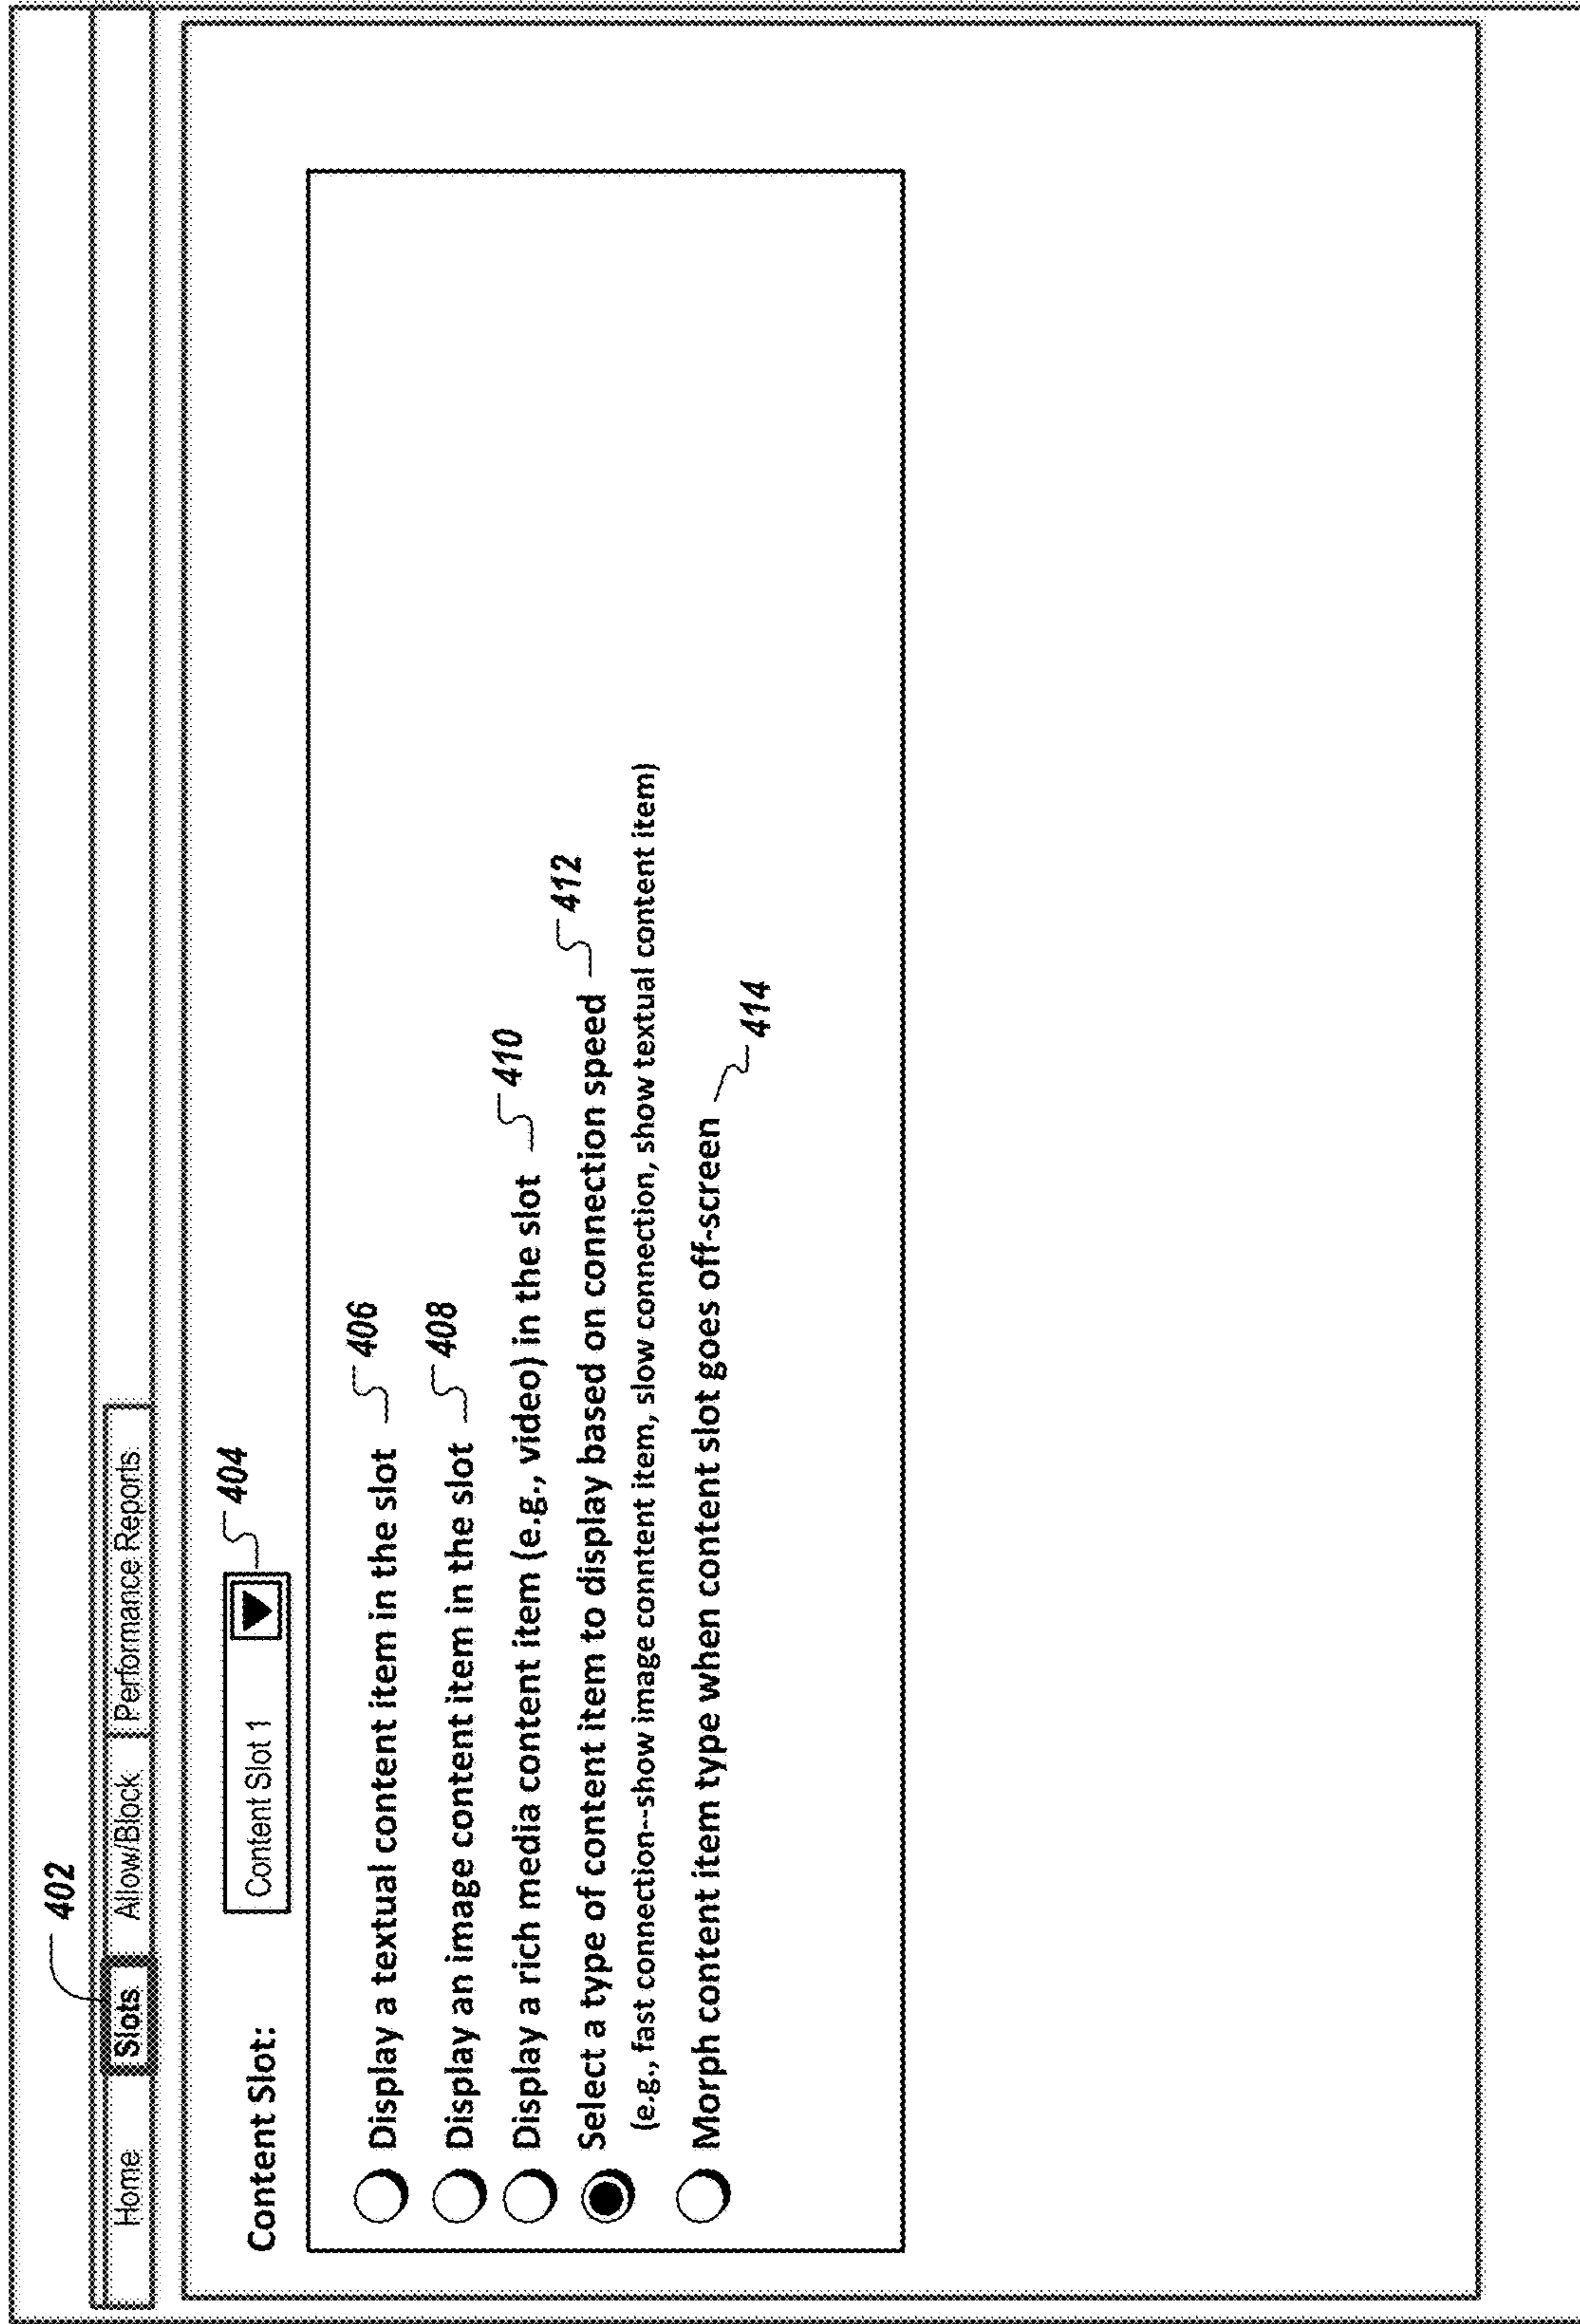 402
Home Slots Allow/Block Performance Reports
Content Slot: Content Slot 1 404
Display a textual content item in the slot 406
Display an image content item in the slot 408
Display a rich media content item (e.g., video) in the slot 410
Select a type of content item to display based on connection speed 412
(e.g., fast connection--show image conntent item, slow connection, show textual content item)
Morph content item type when content slot goes off-screen 414